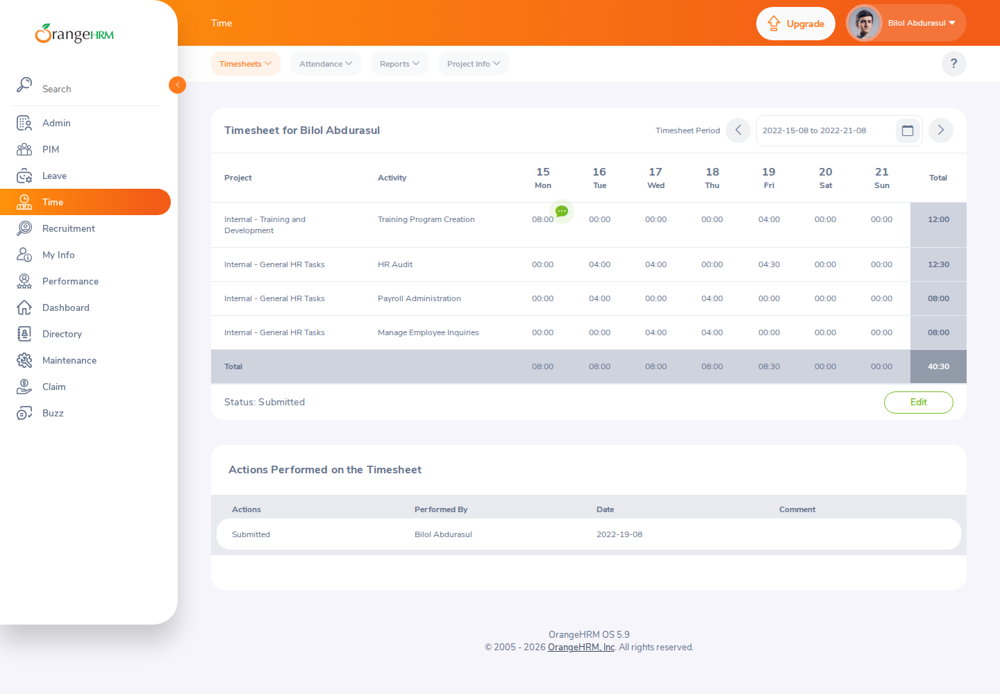 OrangeHRM
Time
Upgrade
Bilol Abdurasul
Timesheets
Attendance
Reports
Project Info
?
Search
Admin
PIM
Leave
Time
Recruitment
My Info
Performance
Dashboard
Directory
Maintenance
Claim
Buzz
Timesheet for Bilol Abdurasul
Timesheet Period
2022-15-08 to 2022-21-08
Project Activity 15 Mon 16 Tue 17 Wed 18 Thu 19 Fri 20 Sat 21 Sun Total
Internal - Training and Development Training Program Creation 08:00 00:00 00:00 00:00 04:00 00:00 00:00 12:00
Internal - General HR Tasks HR Audit 00:00 04:00 04:00 00:00 04:30 00:00 00:00 12:30
Internal - General HR Tasks Payroll Administration 00:00 04:00 00:00 04:00 00:00 00:00 00:00 08:00
Internal - General HR Tasks Manage Employee Inquiries 00:00 00:00 04:00 04:00 00:00 00:00 00:00 08:00
Total 08:00 08:00 08:00 08:00 08:30 00:00 00:00 40:30
Status: Submitted
Edit
Actions Performed on the Timesheet
Actions Performed By Date Comment
Submitted Bilol Abdurasul 2022-19-08
OrangeHRM OS 5.9
© 2005 - 2026 OrangeHRM, Inc. All rights reserved.